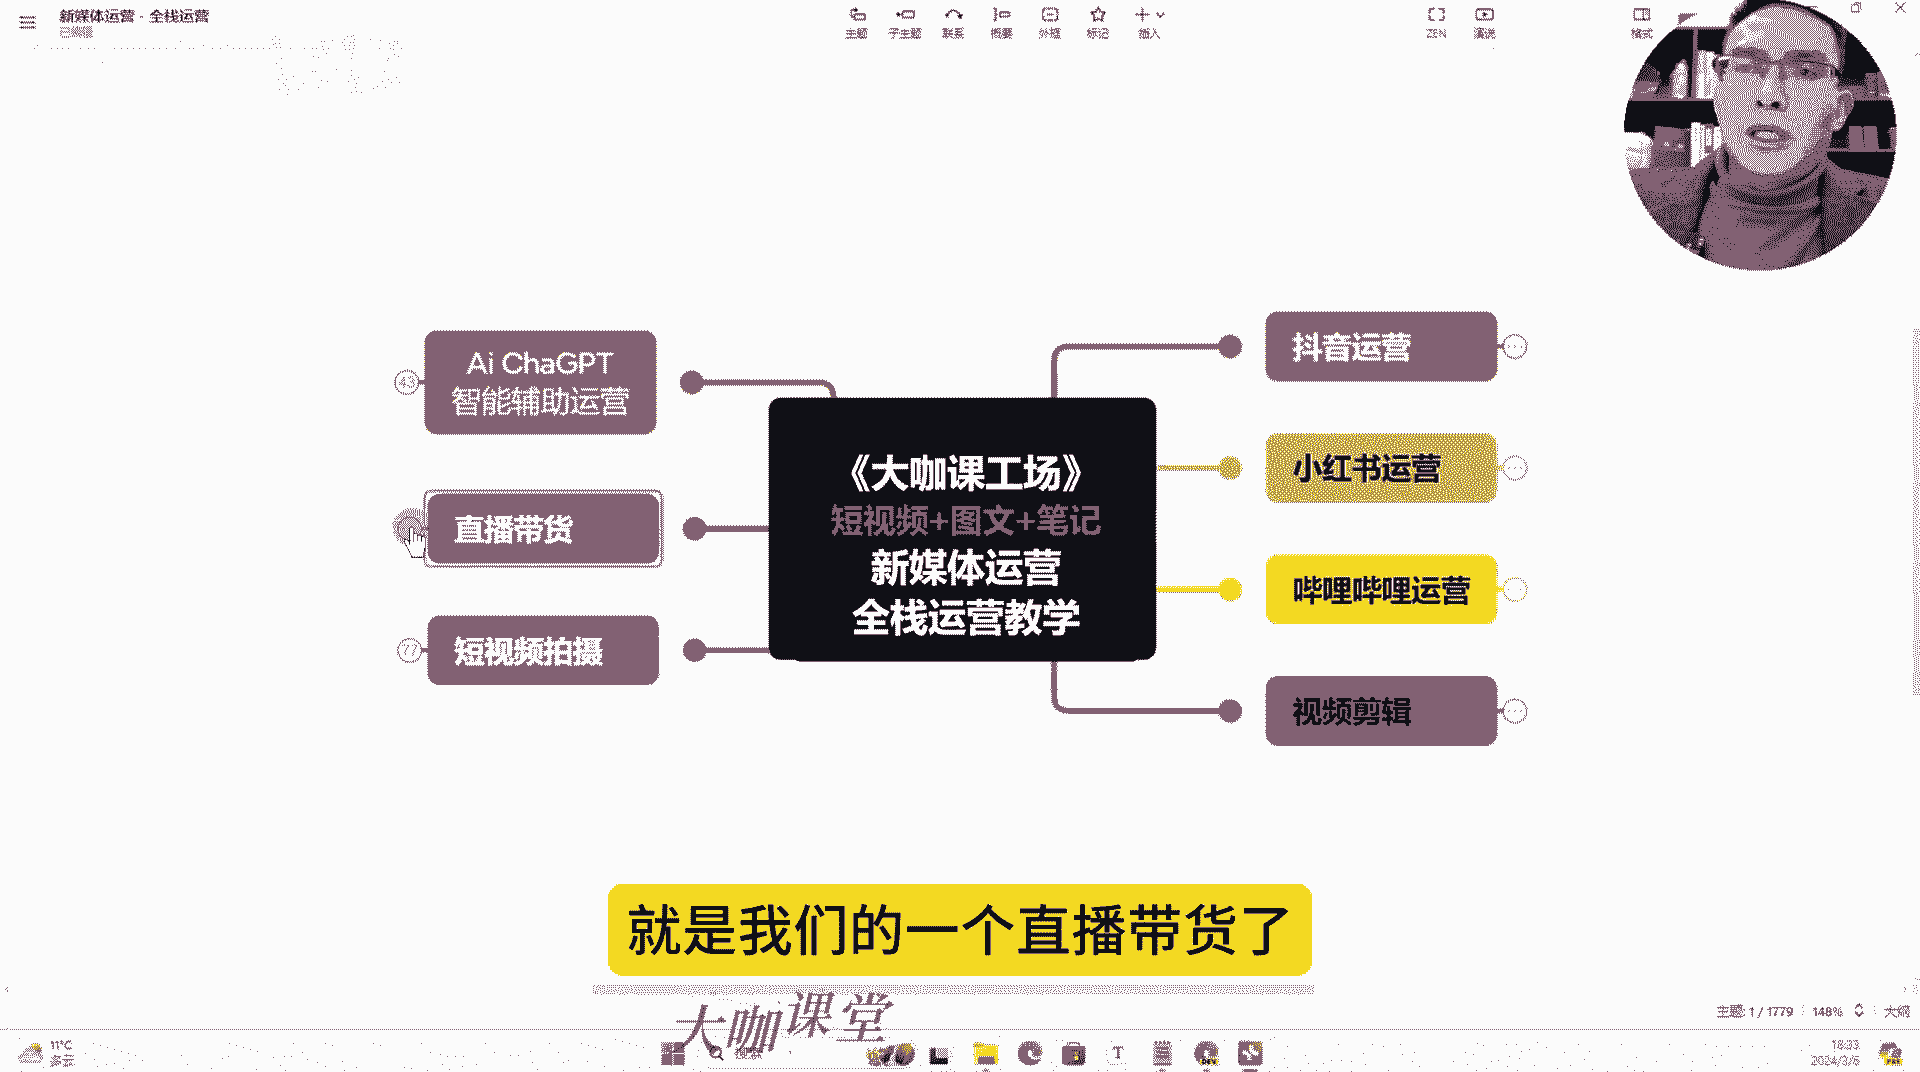 新媒体运营 - 全栈运营
已编辑
主题
子主题
联系
概要
外框
标记
插入
ZEN
演说
格式
Ai ChaGPT
智能辅助运营
43
直播带货
短视频拍摄
77
《大咖课工场》
短视频+图文+笔记
新媒体运营
全栈运营教学
抖音运营
小红书运营
哔哩哔哩运营
视频剪辑
就是我们的一个直播带货了
大咖课堂
主题: 1 / 1779
148%
大纲
11°C
多云
搜索
18:33
2024/3/6